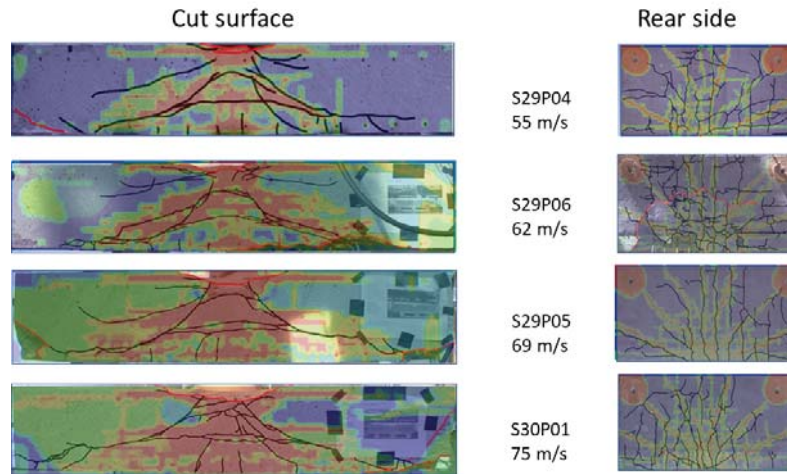 Cut surface
Rear side
S29P04
55 m/s
S29P06
62 m/s
S29P05
69 m/s
S30P01
75 m/s